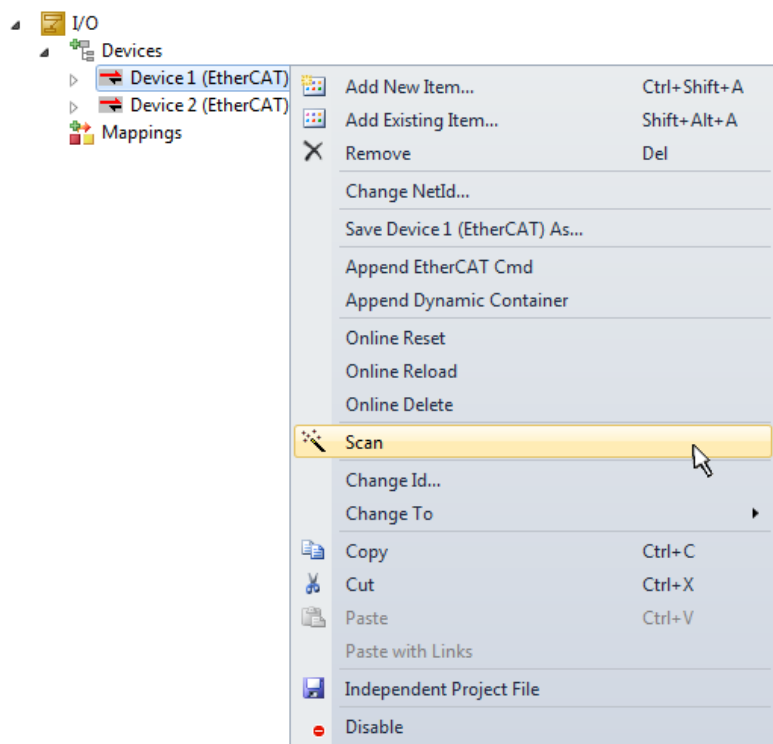 I/O
Devices
Device 1 (EtherCAT)
Device 2 (EtherCAT)
Mappings
Add New Item... Ctrl+Shift+A
Add Existing Item... Shift+Alt+A
Remove Del
Change NetId...
Save Device 1 (EtherCAT) As...
Append EtherCAT Cmd
Append Dynamic Container
Online Reset
Online Reload
Online Delete
Scan
Change Id...
Change To
Copy Ctrl+C
Cut Ctrl+X
Paste Ctrl+V
Paste with Links
Independent Project File
Disable